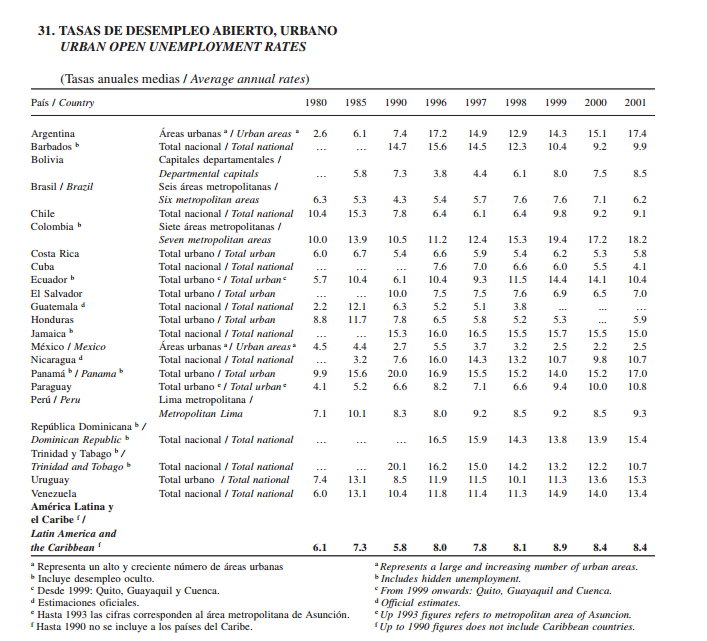 31. TASAS DE DESEMPLEO ABIERTO, URBANO
URBAN OPEN UNEMPLOYMENT RATES
(Tasas anuales medias / Average annual rates)
País / Country 1980 1985 1990 1996 1997 1998 1999 2000 2001
Argentina Áreas urbanas ª / Urban areas ª 2.6 6.1 7.4 17.2 14.9 12.9 14.3 15.1 17.4
Barbados ᵇ Total nacional / Total national ... ... 14.7 15.6 14.5 12.3 10.4 9.2 9.9
Bolivia Capitales departamentales /
Departmental capitals ... 5.8 7.3 3.8 4.4 6.1 8.0 7.5 8.5
Brasil / Brazil Seis áreas metropolitanas /
Six metropolitan areas 6.3 5.3 4.3 5.4 5.7 7.6 7.6 7.1 6.2
Chile Total nacional / Total national 10.4 15.3 7.8 6.4 6.1 6.4 9.8 9.2 9.1
Colombia ᵇ Siete áreas metropolitanas /
Seven metropolitan areas 10.0 13.9 10.5 11.2 12.4 15.3 19.4 17.2 18.2
Costa Rica Total urbano / Total urban 6.0 6.7 5.4 6.6 5.9 5.4 6.2 5.3 5.8
Cuba Total nacional / Total national ... ... ... 7.6 7.0 6.6 6.0 5.5 4.1
Ecuador ᵇ Total urbano ᶜ / Total urban ᶜ 5.7 10.4 6.1 10.4 9.3 11.5 14.4 14.1 10.4
El Salvador Total urbano / Total urban ... ... 10.0 7.5 7.5 7.6 6.9 6.5 7.0
Guatemala ᵈ Total nacional / Total national 2.2 12.1 6.3 5.2 5.1 3.8 ... ... ...
Honduras Total urbano / Total urban 8.8 11.7 7.8 6.5 5.8 5.2 5.3 ... 5.9
Jamaica ᵇ Total nacional / Total national ... ... 15.3 16.0 16.5 15.5 15.7 15.5 15.0
México / Mexico Áreas urbanas ª / Urban areas ª 4.5 4.4 2.7 5.5 3.7 3.2 2.5 2.2 2.5
Nicaragua ᵈ Total nacional / Total national ... 3.2 7.6 16.0 14.3 13.2 10.7 9.8 10.7
Panamá ᵇ / Panama ᵇ Total urbano / Total urban 9.9 15.6 20.0 16.9 15.5 15.2 14.0 15.2 17.0
Paraguay Total urbano ᵉ / Total urban ᵉ 4.1 5.2 6.6 8.2 7.1 6.6 9.4 10.0 10.8
Perú / Peru Lima metropolitana /
Metropolitan Lima 7.1 10.1 8.3 8.0 9.2 8.5 9.2 8.5 9.3
República Dominicana ᵇ /
Dominican Republic ᵇ Total nacional / Total national ... ... ... 16.5 15.9 14.3 13.8 13.9 15.4
Trinidad y Tabago ᵇ /
Trinidad and Tobago ᵇ Total nacional / Total national ... ... 20.1 16.2 15.0 14.2 13.2 12.2 10.7
Uruguay Total urbano / Total national 7.4 13.1 8.5 11.9 11.5 10.1 11.3 13.6 15.3
Venezuela Total nacional / Total national 6.0 13.1 10.4 11.8 11.4 11.3 14.9 14.0 13.4
América Latina y
el Caribe ᶠ /
Latin America and
the Caribbean ᶠ 6.1 7.3 5.8 8.0 7.8 8.1 8.9 8.4 8.4
ª Representa un alto y creciente número de áreas urbanas
ᵇ Incluye desempleo oculto.
ᶜ Desde 1999: Quito, Guayaquil y Cuenca.
ᵈ Estimaciones oficiales.
ᵉ Hasta 1993 las cifras corresponden al área metropolitana de Asunción.
ᶠ Hasta 1990 no se incluye a los países del Caribe.
ª Represents a large and increasing number of urban areas.
ᵇ Includes hidden unemployment.
ᶜ From 1999 onwards: Quito, Guayaquil and Cuenca.
ᵈ Official estimates.
ᵉ Up 1993 figures refers to metropolitan area of Asuncion.
ᶠ Up to 1990 figures does not include Caribbean countries.